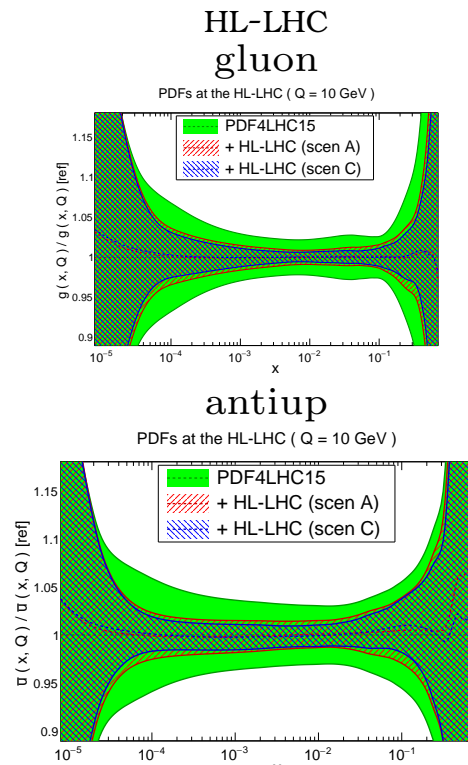 HL-LHC
gluon
PDFs at the HL-LHC ( Q = 10 GeV )
PDF4LHC15
+ HL-LHC (scen A)
+ HL-LHC (scen C)
g ( x, Q ) / g ( x, Q ) [ref]
1.15
1.1
1.05
1
0.95
0.9
10⁻⁵ 10⁻⁴ 10⁻³ 10⁻² 10⁻¹
x
antiup
PDFs at the HL-LHC ( Q = 10 GeV )
PDF4LHC15
+ HL-LHC (scen A)
+ HL-LHC (scen C)
u̅ ( x, Q ) / u̅ ( x, Q ) [ref]
1.15
1.1
1.05
1
0.95
0.9
10⁻⁵ 10⁻⁴ 10⁻³ 10⁻² 10⁻¹